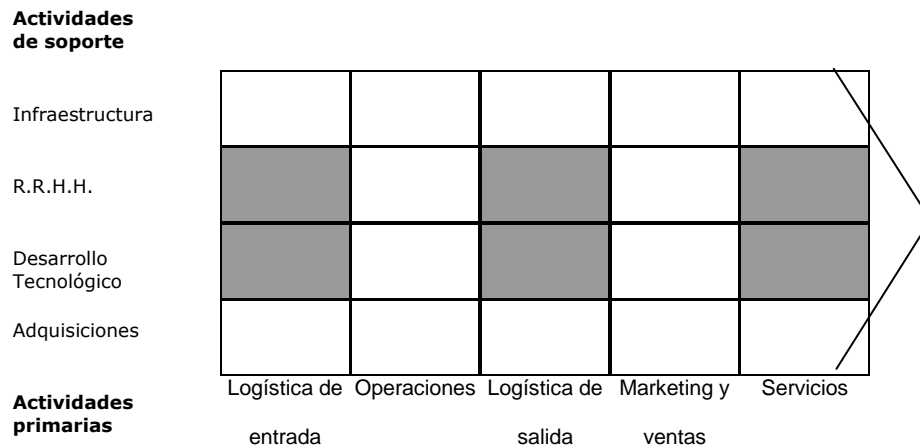 Actividades
de soporte
Infraestructura
R.R.H.H.
Desarrollo
Tecnológico
Adquisiciones
Logística de Operaciones Logística de Marketing y Servicios
entrada salida ventas
Actividades
primarias